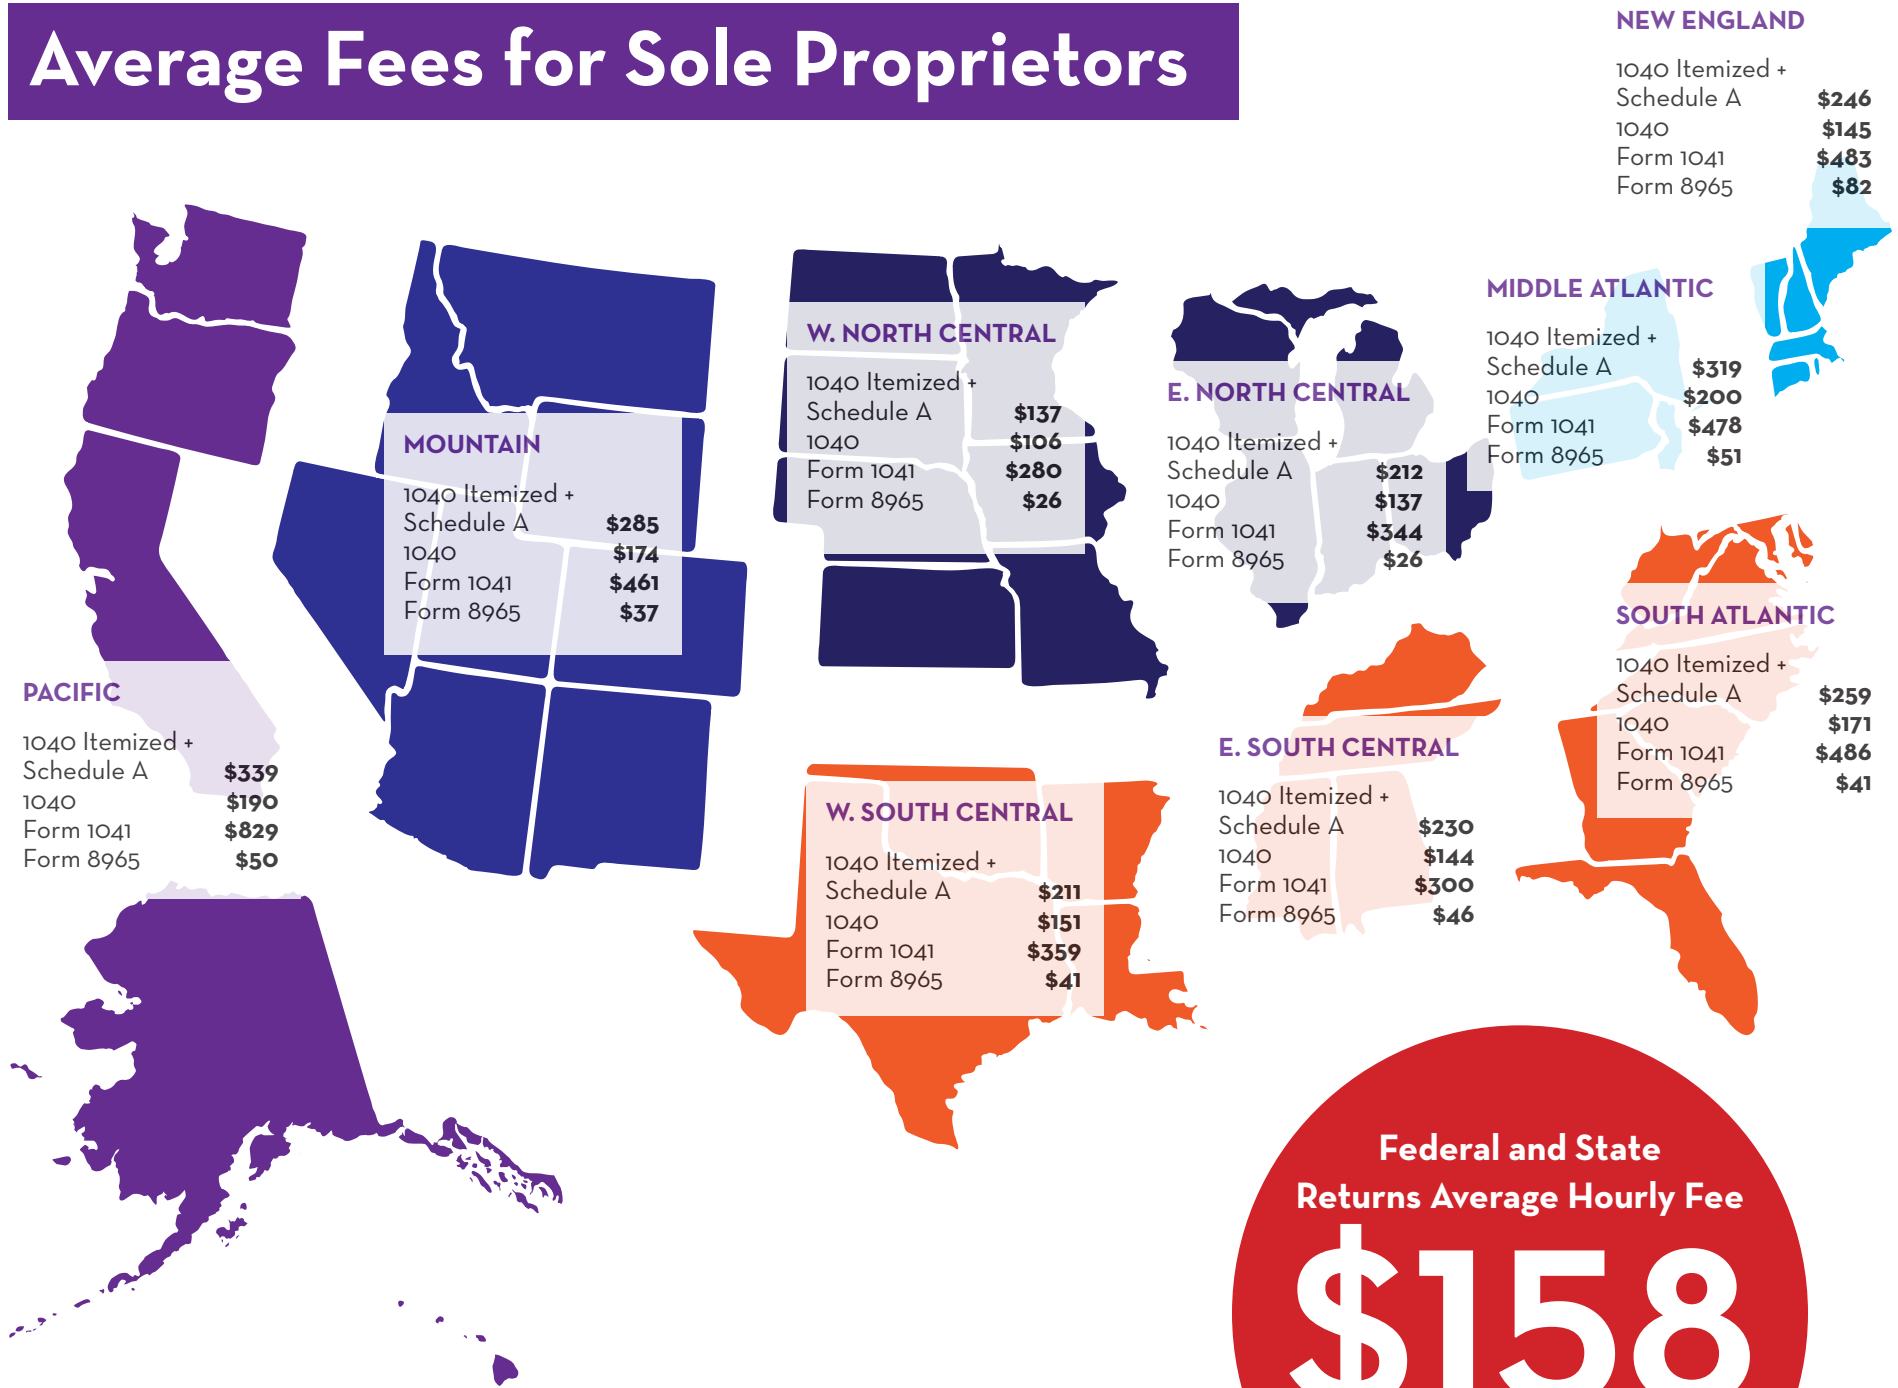 Average Fees for Sole Proprietors
NEW ENGLAND
1040 Itemized +
Schedule A $246
1040 $145
Form 1041 $483
Form 8965 $82
MIDDLE ATLANTIC
1040 Itemized +
Schedule A $319
1040 $200
Form 1041 $478
Form 8965 $51
W. NORTH CENTRAL
1040 Itemized +
Schedule A $137
1040 $106
Form 1041 $280
Form 8965 $26
E. NORTH CENTRAL
1040 Itemized +
Schedule A $212
1040 $137
Form 1041 $344
Form 8965 $26
MOUNTAIN
1040 Itemized +
Schedule A $285
1040 $174
Form 1041 $461
Form 8965 $37
SOUTH ATLANTIC
1040 Itemized +
Schedule A $259
1040 $171
Form 1041 $486
Form 8965 $41
PACIFIC
1040 Itemized +
Schedule A $339
1040 $190
Form 1041 $829
Form 8965 $50
E. SOUTH CENTRAL
1040 Itemized +
Schedule A $230
1040 $144
Form 1041 $300
Form 8965 $46
W. SOUTH CENTRAL
1040 Itemized +
Schedule A $211
1040 $151
Form 1041 $359
Form 8965 $41
Federal and State
Returns Average Hourly Fee
$158